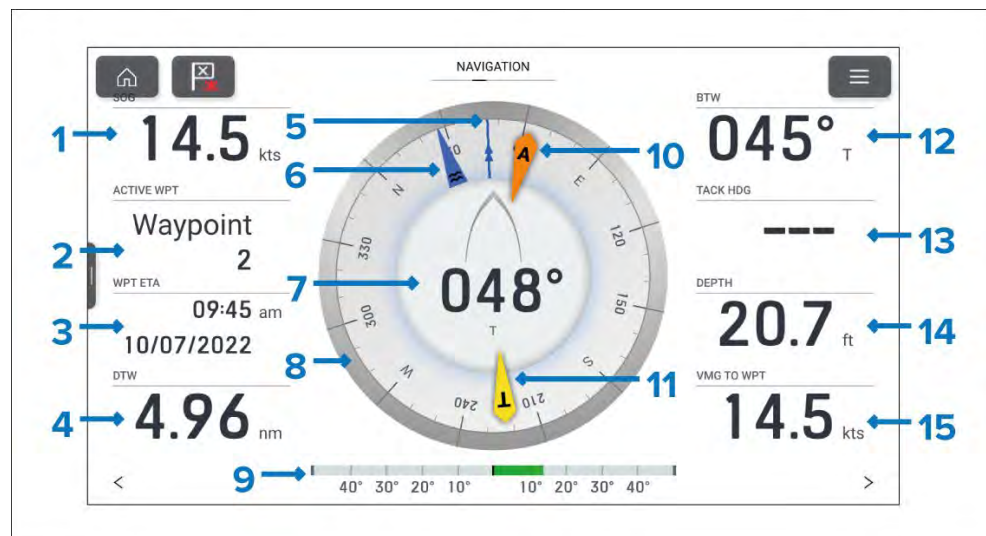 NAVIGATION
SOG
14.5 kts
ACTIVE WPT
Waypoint
2
WPT ETA
09:45 am
10/07/2022
DTW
4.96 nm
BTW
045° T
TACK HDG
---
DEPTH
20.7 ft
VMG TO WPT
14.5 kts
N
E
120
150
S
210
240
W
300
330
A
T
048°
T
40° 30° 20° 10° 10° 20° 30° 40°
<
>
1
2
3
4
5
6
7
8
9
10
11
12
13
14
15